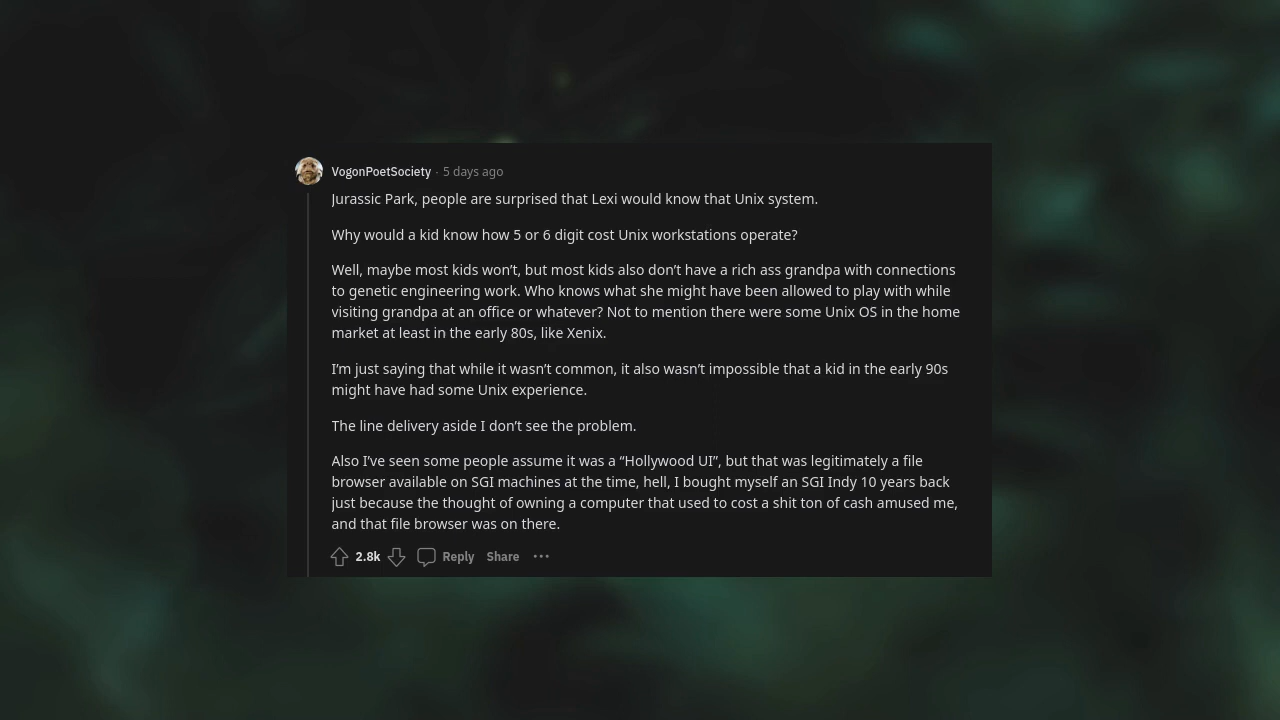 VogonPoetSociety · 5 days ago
Jurassic Park, people are surprised that Lexi would know that Unix system.
Why would a kid know how 5 or 6 digit cost Unix workstations operate?
Well, maybe most kids won’t, but most kids also don’t have a rich ass grandpa with connections
to genetic engineering work. Who knows what she might have been allowed to play with while
visiting grandpa at an office or whatever? Not to mention there were some Unix OS in the home
market at least in the early 80s, like Xenix.
I’m just saying that while it wasn’t common, it also wasn’t impossible that a kid in the early 90s
might have had some Unix experience.
The line delivery aside I don’t see the problem.
Also I’ve seen some people assume it was a “Hollywood UI”, but that was legitimately a file
browser available on SGI machines at the time, hell, I bought myself an SGI Indy 10 years back
just because the thought of owning a computer that used to cost a shit ton of cash amused me,
and that file browser was on there.
2.8k Reply Share ···